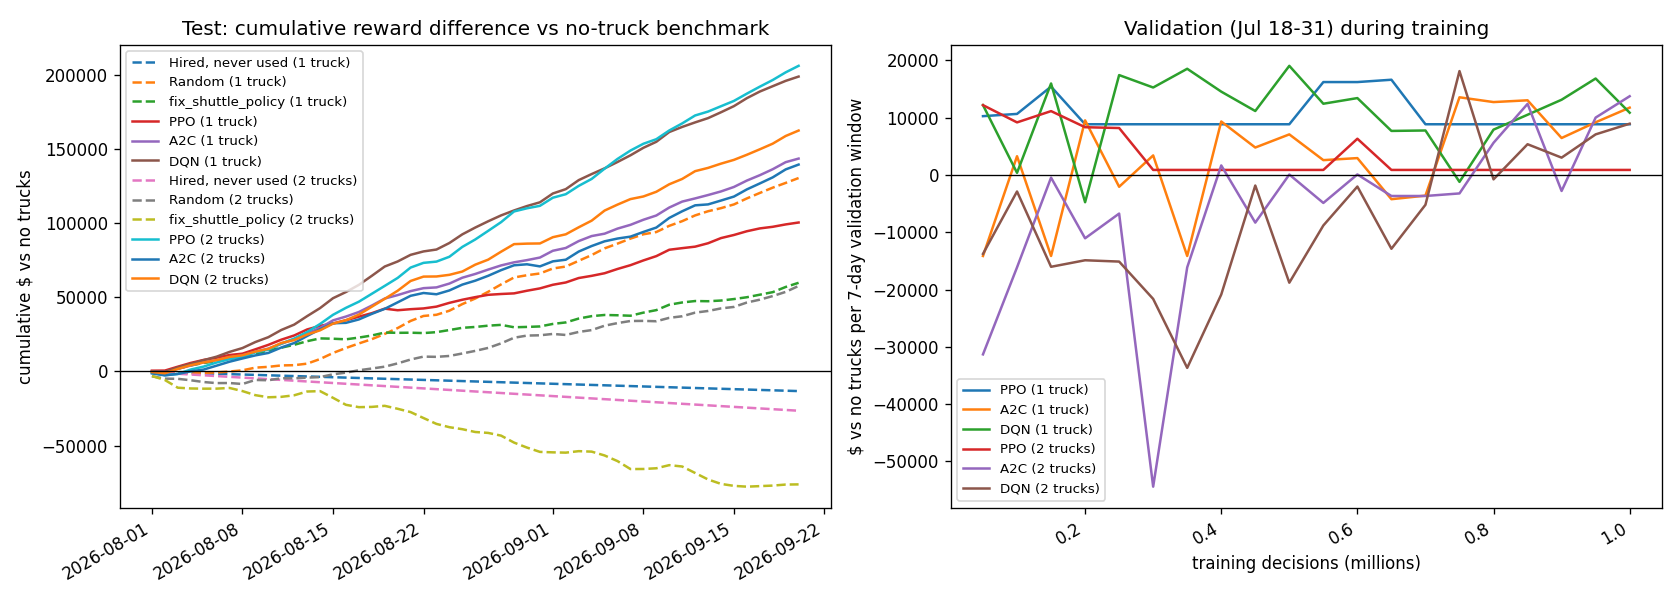 Test: cumulative reward difference vs no-truck benchmark
cumulative $ vs no trucks
200000
150000
100000
50000
0
−50000
Hired, never used (1 truck)
Random (1 truck)
fix_shuttle_policy (1 truck)
PPO (1 truck)
A2C (1 truck)
DQN (1 truck)
Hired, never used (2 trucks)
Random (2 trucks)
fix_shuttle_policy (2 trucks)
PPO (2 trucks)
A2C (2 trucks)
DQN (2 trucks)
2026-08-01
2026-08-08
2026-08-15
2026-08-22
2026-09-01
2026-09-08
2026-09-15
2026-09-22
Validation (Jul 18-31) during training
$ vs no trucks per 7-day validation window
20000
10000
0
−10000
−20000
−30000
−40000
−50000
PPO (1 truck)
A2C (1 truck)
DQN (1 truck)
PPO (2 trucks)
A2C (2 trucks)
DQN (2 trucks)
0.2
0.4
0.6
0.8
1.0
training decisions (millions)